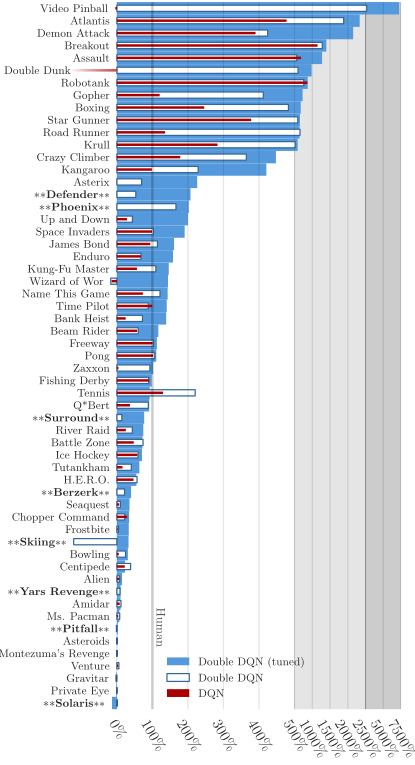 Video Pinball
Atlantis
Demon Attack
Breakout
Assault
Double Dunk
Robotank
Gopher
Boxing
Star Gunner
Road Runner
Krull
Crazy Climber
Kangaroo
Asterix
**Defender**
**Phoenix**
Up and Down
Space Invaders
James Bond
Enduro
Kung-Fu Master
Wizard of Wor
Name This Game
Time Pilot
Bank Heist
Beam Rider
Freeway
Pong
Zaxxon
Fishing Derby
Tennis
Q*Bert
**Surround**
River Raid
Battle Zone
Ice Hockey
Tutankham
H.E.R.O.
**Berzerk**
Seaquest
Chopper Command
Frostbite
**Skiing**
Bowling
Centipede
Alien
**Yars Revenge**
Amidar
Ms. Pacman
**Pitfall**
Asteroids
Montezuma's Revenge
Venture
Gravitar
Private Eye
**Solaris**
Human
Double DQN (tuned)
Double DQN
DQN
0%
100%
200%
300%
400%
500%
1000%
1500%
2000%
2500%
5000%
7500%